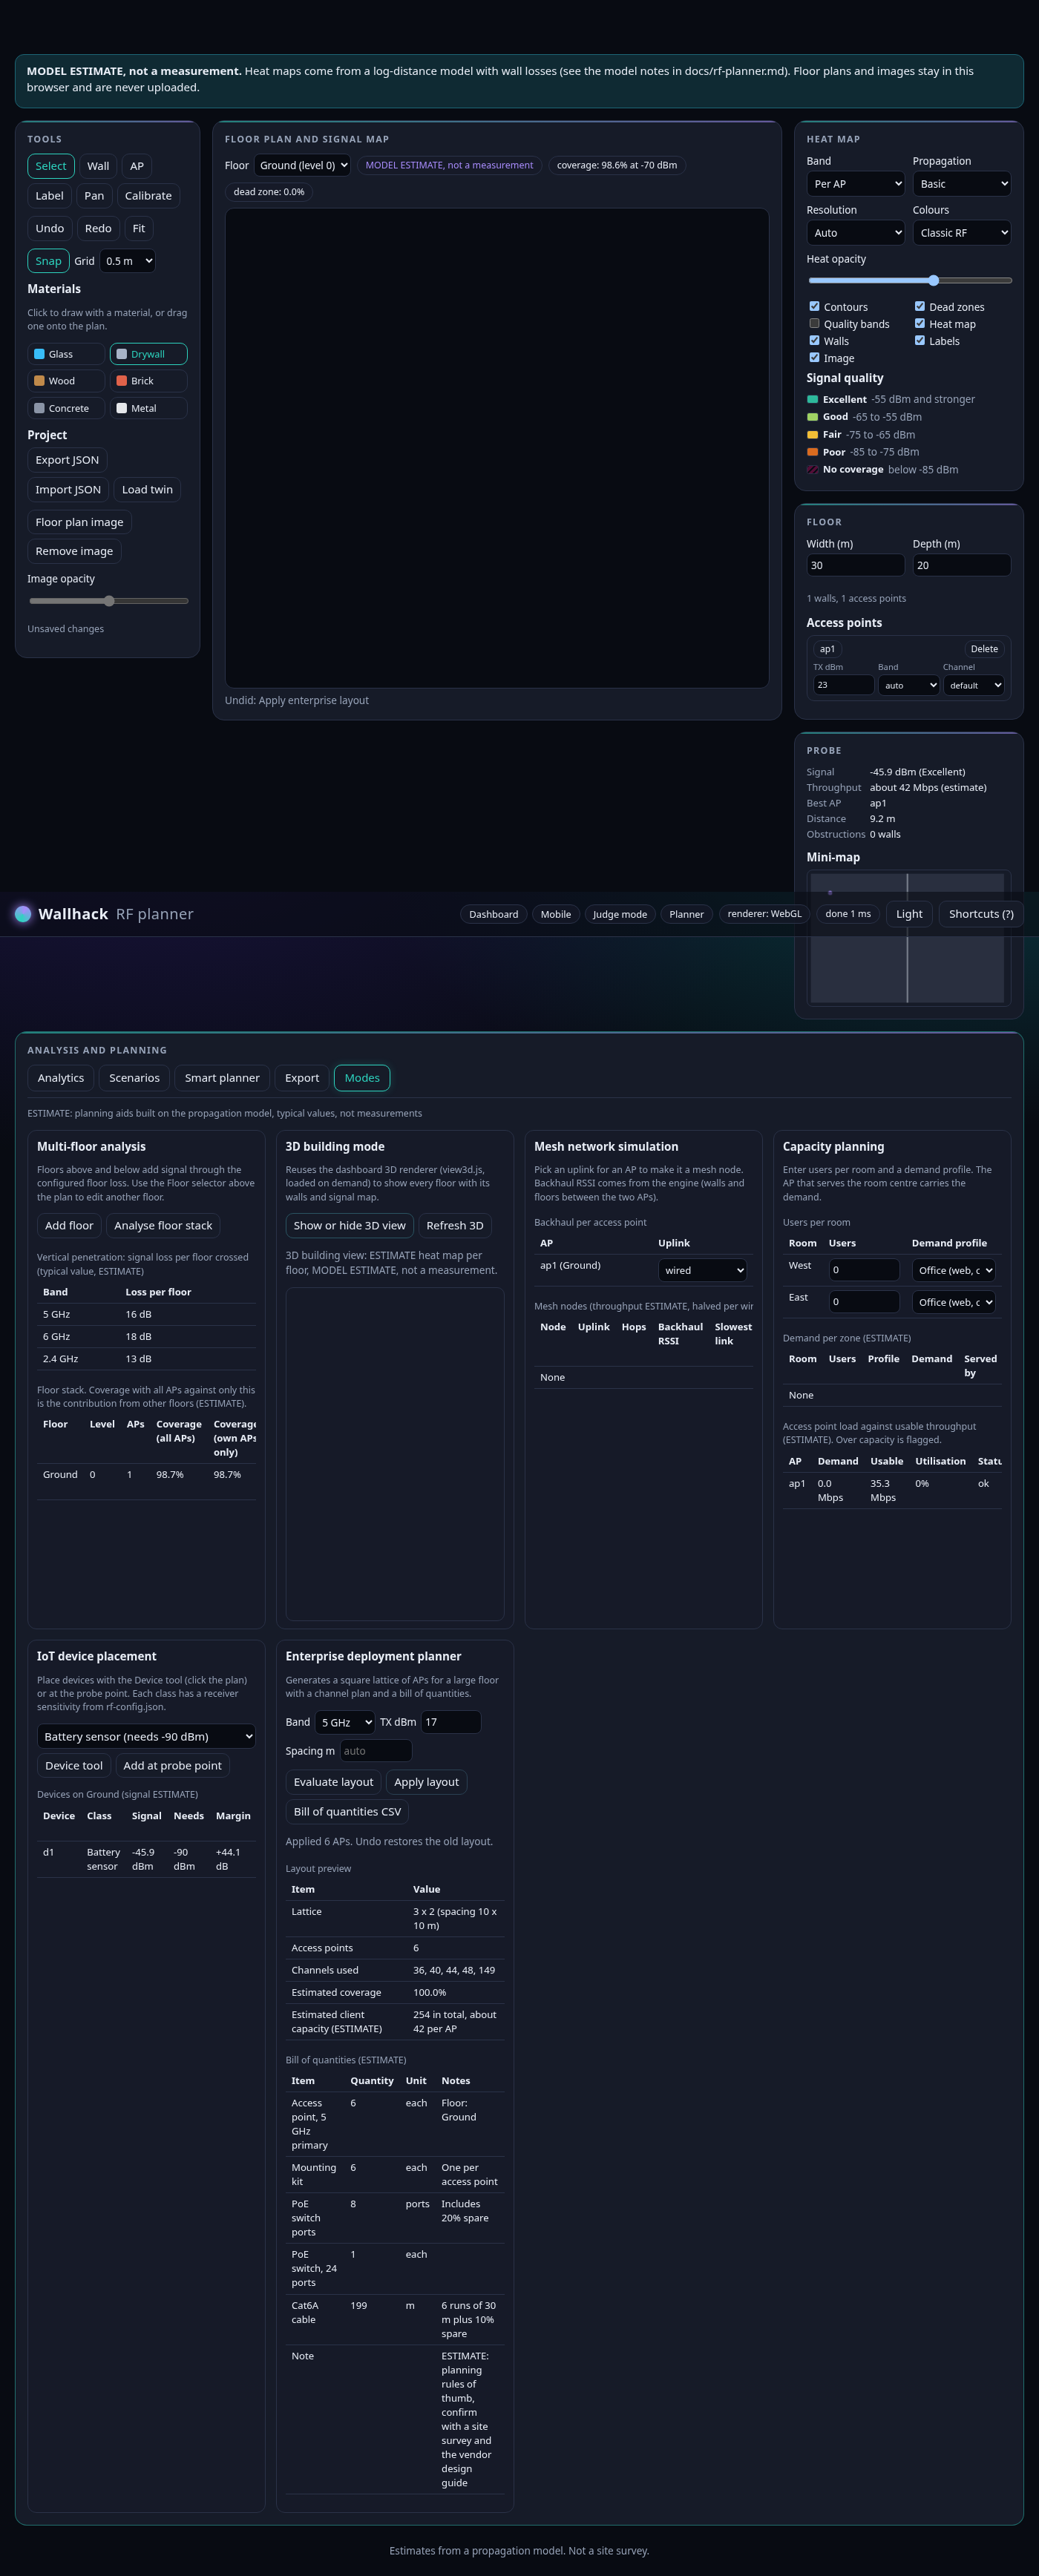 MODEL ESTIMATE, not a measurement. Heat maps come from a log-distance model with wall losses (see the model notes in docs/rf-planner.md). Floor plans and images stay in this
browser and are never uploaded.
TOOLS
Select Wall AP
Label Pan Calibrate
Undo Redo Fit
Snap Grid 0.5 m
Materials
Click to draw with a material, or drag
one onto the plan.
Glass Drywall
Wood Brick
Concrete Metal
Project
Export JSON
Import JSON Load twin
Floor plan image
Remove image
Image opacity
Unsaved changes
FLOOR PLAN AND SIGNAL MAP
Floor Ground (level 0) MODEL ESTIMATE, not a measurement coverage: 98.6% at -70 dBm
dead zone: 0.0%
Undid: Apply enterprise layout
HEAT MAP
Band Propagation
Per AP Basic
Resolution Colours
Auto Classic RF
Heat opacity
Contours Dead zones
Quality bands Heat map
Walls Labels
Image
Signal quality
Excellent -55 dBm and stronger
Good -65 to -55 dBm
Fair -75 to -65 dBm
Poor -85 to -75 dBm
No coverage below -85 dBm
FLOOR
Width (m) Depth (m)
30 20
1 walls, 1 access points
Access points
ap1 Delete
TX dBm Band Channel
23 auto default
PROBE
Signal -45.9 dBm (Excellent)
Throughput about 42 Mbps (estimate)
Best AP ap1
Distance 9.2 m
Obstructions 0 walls
Mini-map
Wallhack RF planner Dashboard Mobile Judge mode Planner renderer: WebGL done 1 ms Light Shortcuts (?)
ANALYSIS AND PLANNING
Analytics Scenarios Smart planner Export Modes
ESTIMATE: planning aids built on the propagation model, typical values, not measurements
Multi-floor analysis
Floors above and below add signal through the
configured floor loss. Use the Floor selector above
the plan to edit another floor.
Add floor Analyse floor stack
Vertical penetration: signal loss per floor crossed
(typical value, ESTIMATE)
Band Loss per floor
5 GHz 16 dB
6 GHz 18 dB
2.4 GHz 13 dB
Floor stack. Coverage with all APs against only this
is the contribution from other floors (ESTIMATE).
Floor Level APs Coverage (all APs) Coverage (own APs only)
Ground 0 1 98.7% 98.7%
3D building mode
Reuses the dashboard 3D renderer (view3d.js,
loaded on demand) to show every floor with its
walls and signal map.
Show or hide 3D view Refresh 3D
3D building view: ESTIMATE heat map per
floor, MODEL ESTIMATE, not a measurement.
Mesh network simulation
Pick an uplink for an AP to make it a mesh node.
Backhaul RSSI comes from the engine (walls and
floors between the two APs).
Backhaul per access point
AP Uplink
ap1 (Ground) wired
Mesh nodes (throughput ESTIMATE, halved per wir
Node Uplink Hops Backhaul RSSI Slowest link
None
Capacity planning
Enter users per room and a demand profile. The
AP that serves the room centre carries the
demand.
Users per room
Room Users Demand profile
West 0 Office (web, c
East 0 Office (web, c
Demand per zone (ESTIMATE)
Room Users Profile Demand Served by
None
Access point load against usable throughput
(ESTIMATE). Over capacity is flagged.
AP Demand Usable Utilisation Statu
ap1 0.0 Mbps 35.3 Mbps 0% ok
IoT device placement
Place devices with the Device tool (click the plan)
or at the probe point. Each class has a receiver
sensitivity from rf-config.json.
Battery sensor (needs -90 dBm)
Device tool Add at probe point
Devices on Ground (signal ESTIMATE)
Device Class Signal Needs Margin
d1 Battery sensor -45.9 dBm -90 dBm +44.1 dB
Enterprise deployment planner
Generates a square lattice of APs for a large floor
with a channel plan and a bill of quantities.
Band 5 GHz TX dBm 17
Spacing m auto
Evaluate layout Apply layout
Bill of quantities CSV
Applied 6 APs. Undo restores the old layout.
Layout preview
Item Value
Lattice 3 x 2 (spacing 10 x 10 m)
Access points 6
Channels used 36, 40, 44, 48, 149
Estimated coverage 100.0%
Estimated client capacity (ESTIMATE) 254 in total, about 42 per AP
Bill of quantities (ESTIMATE)
Item Quantity Unit Notes
Access point, 5 GHz primary 6 each Floor: Ground
Mounting kit 6 each One per access point
PoE switch ports 8 ports Includes 20% spare
PoE switch, 24 ports 1 each
Cat6A cable 199 m 6 runs of 30 m plus 10% spare
Note ESTIMATE: planning rules of thumb, confirm with a site survey and the vendor design guide
Estimates from a propagation model. Not a site survey.